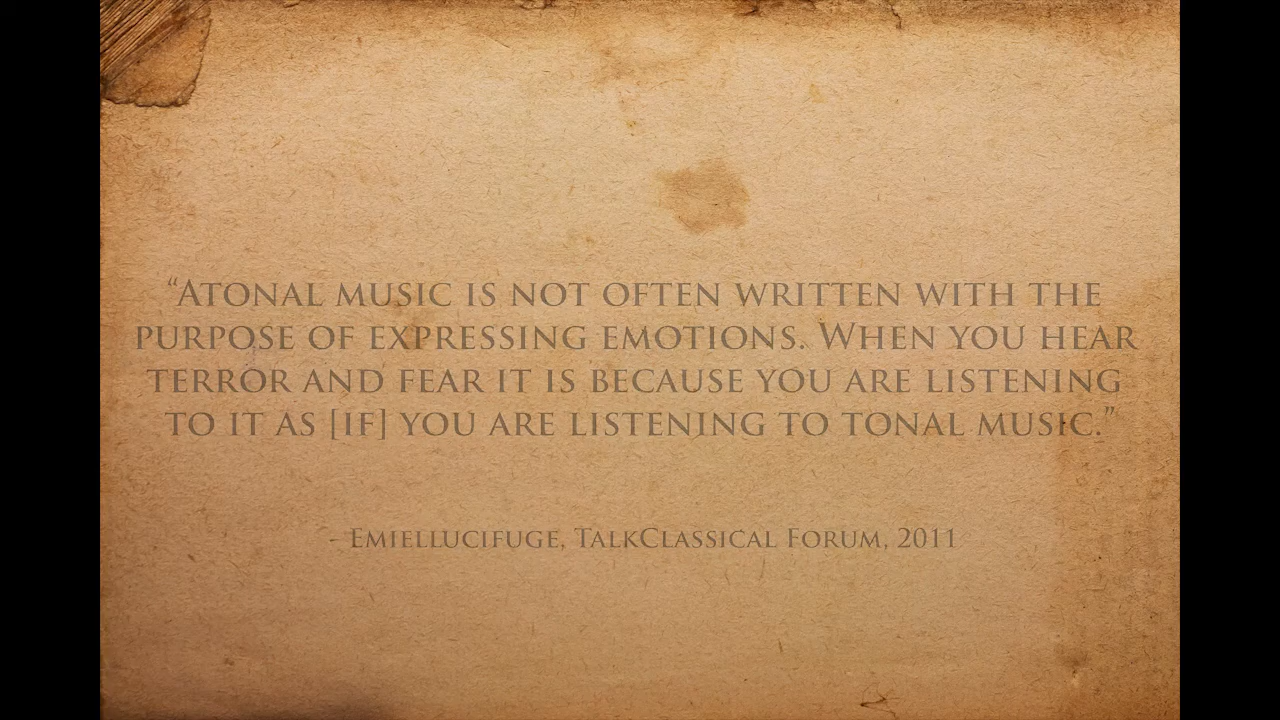 “Atonal music is not often written with the
purpose of expressing emotions. When you hear
terror and fear it is because you are listening
to it as [if] you are listening to tonal music.”
- Emiellucifuge, TalkClassical Forum, 2011